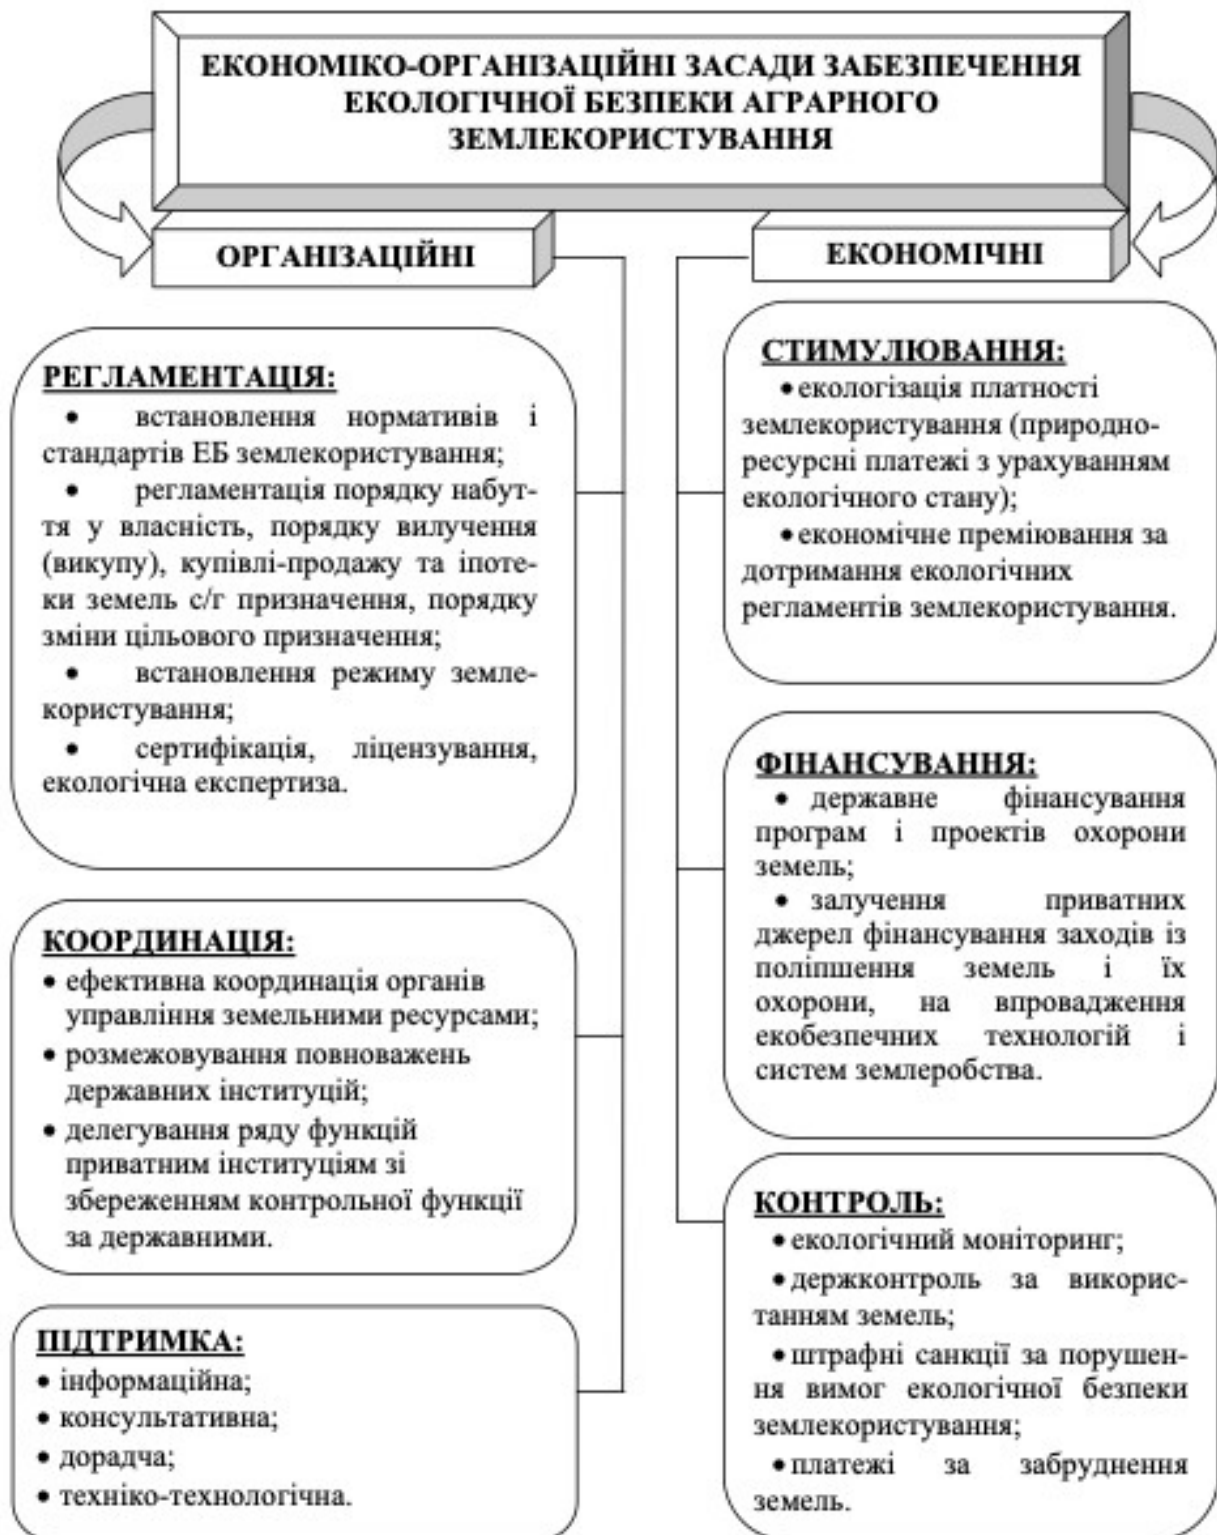 ЕКОНОМІКО-ОРГАНІЗАЦІЙНІ ЗАСАДИ ЗАБЕЗПЕЧЕННЯ
ЕКОЛОГІЧНОЇ БЕЗПЕКИ АГРАРНОГО
ЗЕМЛЕКОРИСТУВАННЯ
ОРГАНІЗАЦІЙНІ
РЕГЛАМЕНТАЦІЯ:
• встановлення нормативів і
стандартів ЕБ землекористування;
• регламентація порядку набут-
тя у власність, порядку вилучення
(викупу), купівлі-продажу та іпоте-
ки земель с/г призначення, порядку
зміни цільового призначення;
• встановлення режиму земле-
користування;
• сертифікація, ліцензування,
екологічна експертиза.
КООРДИНАЦІЯ:
• ефективна координація органів
управління земельними ресурсами;
• розмежовування повноважень
державних інституцій;
• делегування ряду функцій
приватним інституціям зі
збереженням контрольної функції
за державними.
ПІДТРИМКА:
• інформаційна;
• консультативна;
• дорадча;
• техніко-технологічна.
ЕКОНОМІЧНІ
СТИМУЛЮВАННЯ:
• екологізація платності
землекористування (природно-
ресурсні платежі з урахуванням
екологічного стану);
• економічне преміювання за
дотримання екологічних
регламентів землекористування.
ФІНАНСУВАННЯ:
• державне фінансування
програм і проектів охорони
земель;
• залучення приватних
джерел фінансування заходів із
поліпшення земель і їх
охорони, на впровадження
екобезпечних технологій і
систем землеробства.
КОНТРОЛЬ:
• екологічний моніторинг;
• держконтроль за викорис-
танням земель;
• штрафні санкції за порушен-
ня вимог екологічної безпеки
землекористування;
• платежі за забруднення
земель.